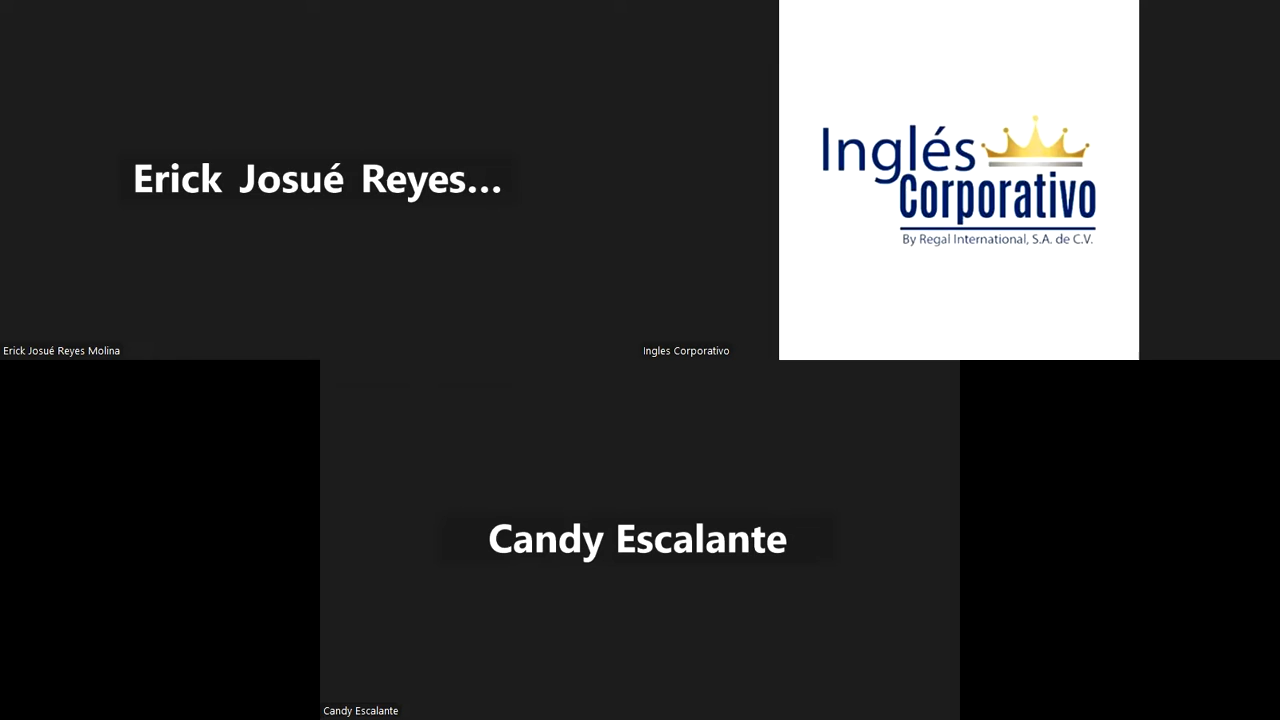 Erick Josué Reyes...
Erick Josué Reyes Molina
Inglés
Corporativo
By Regal International, S.A. de C.V.
Ingles Corporativo
Candy Escalante
Candy Escalante